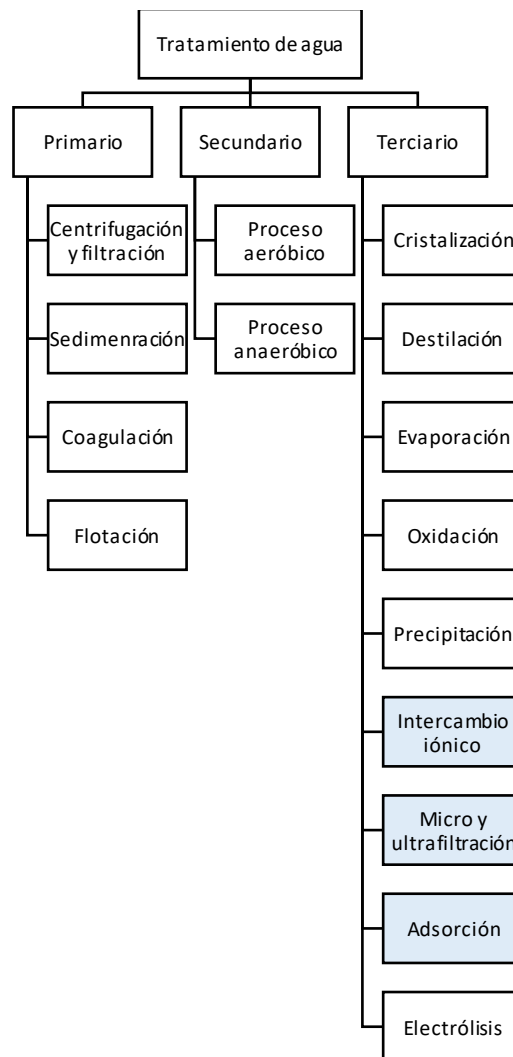 Tratamiento de agua
Primario
Centrifugación
y filtración
Sedimenración
Coagulación
Flotación
Secundario
Proceso
aeróbico
Proceso
anaeróbico
Terciario
Cristalización
Destilación
Evaporación
Oxidación
Precipitación
Intercambio
iónico
Micro y
ultrafiltración
Adsorción
Electrólisis